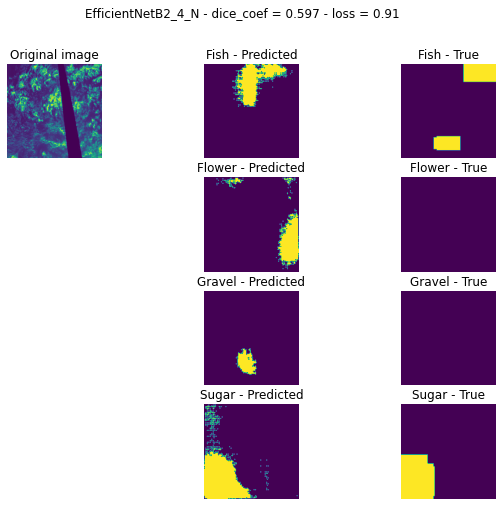 EfficientNetB2_4_N - dice_coef = 0.597 - loss = 0.91
Original image
Fish - Predicted
Fish - True
Flower - Predicted
Flower - True
Gravel - Predicted
Gravel - True
Sugar - Predicted
Sugar - True